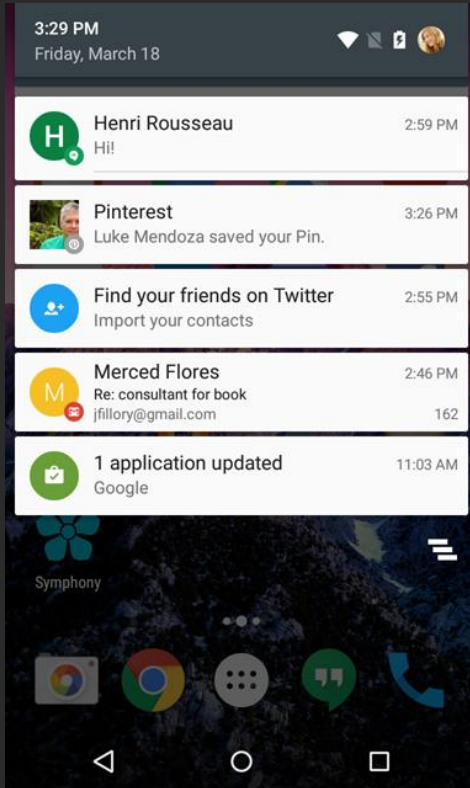 3:29 PM
Friday, March 18
H
Henri Rousseau 2:59 PM
Hi!
Pinterest 3:26 PM
Luke Mendoza saved your Pin.
Find your friends on Twitter 2:55 PM
Import your contacts
M
Merced Flores 2:46 PM
Re: consultant for book
jfillory@gmail.com 162
1 application updated 11:03 AM
Google
Symphony